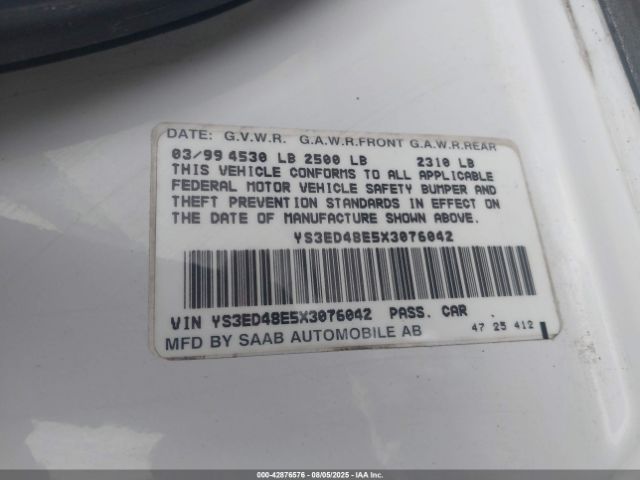 DATE: G.V.W.R. G.A.W.R.FRONT G.A.W.R.REAR
03/99 4530 LB 2500 LB 2310 LB
THIS VEHICLE CONFORMS TO ALL APPLICABLE
FEDERAL MOTOR VEHICLE SAFETY BUMPER AND
THEFT PREVENTION STANDARDS IN EFFECT ON
THE DATE OF MANUFACTURE SHOWN ABOVE.
YS3ED48E5X3076042
VIN YS3ED48E5X3076042 PASS. CAR
MFD BY SAAB AUTOMOBILE AB 47 25 412
000-42876576 - 08/05/2025 - IAA Inc.